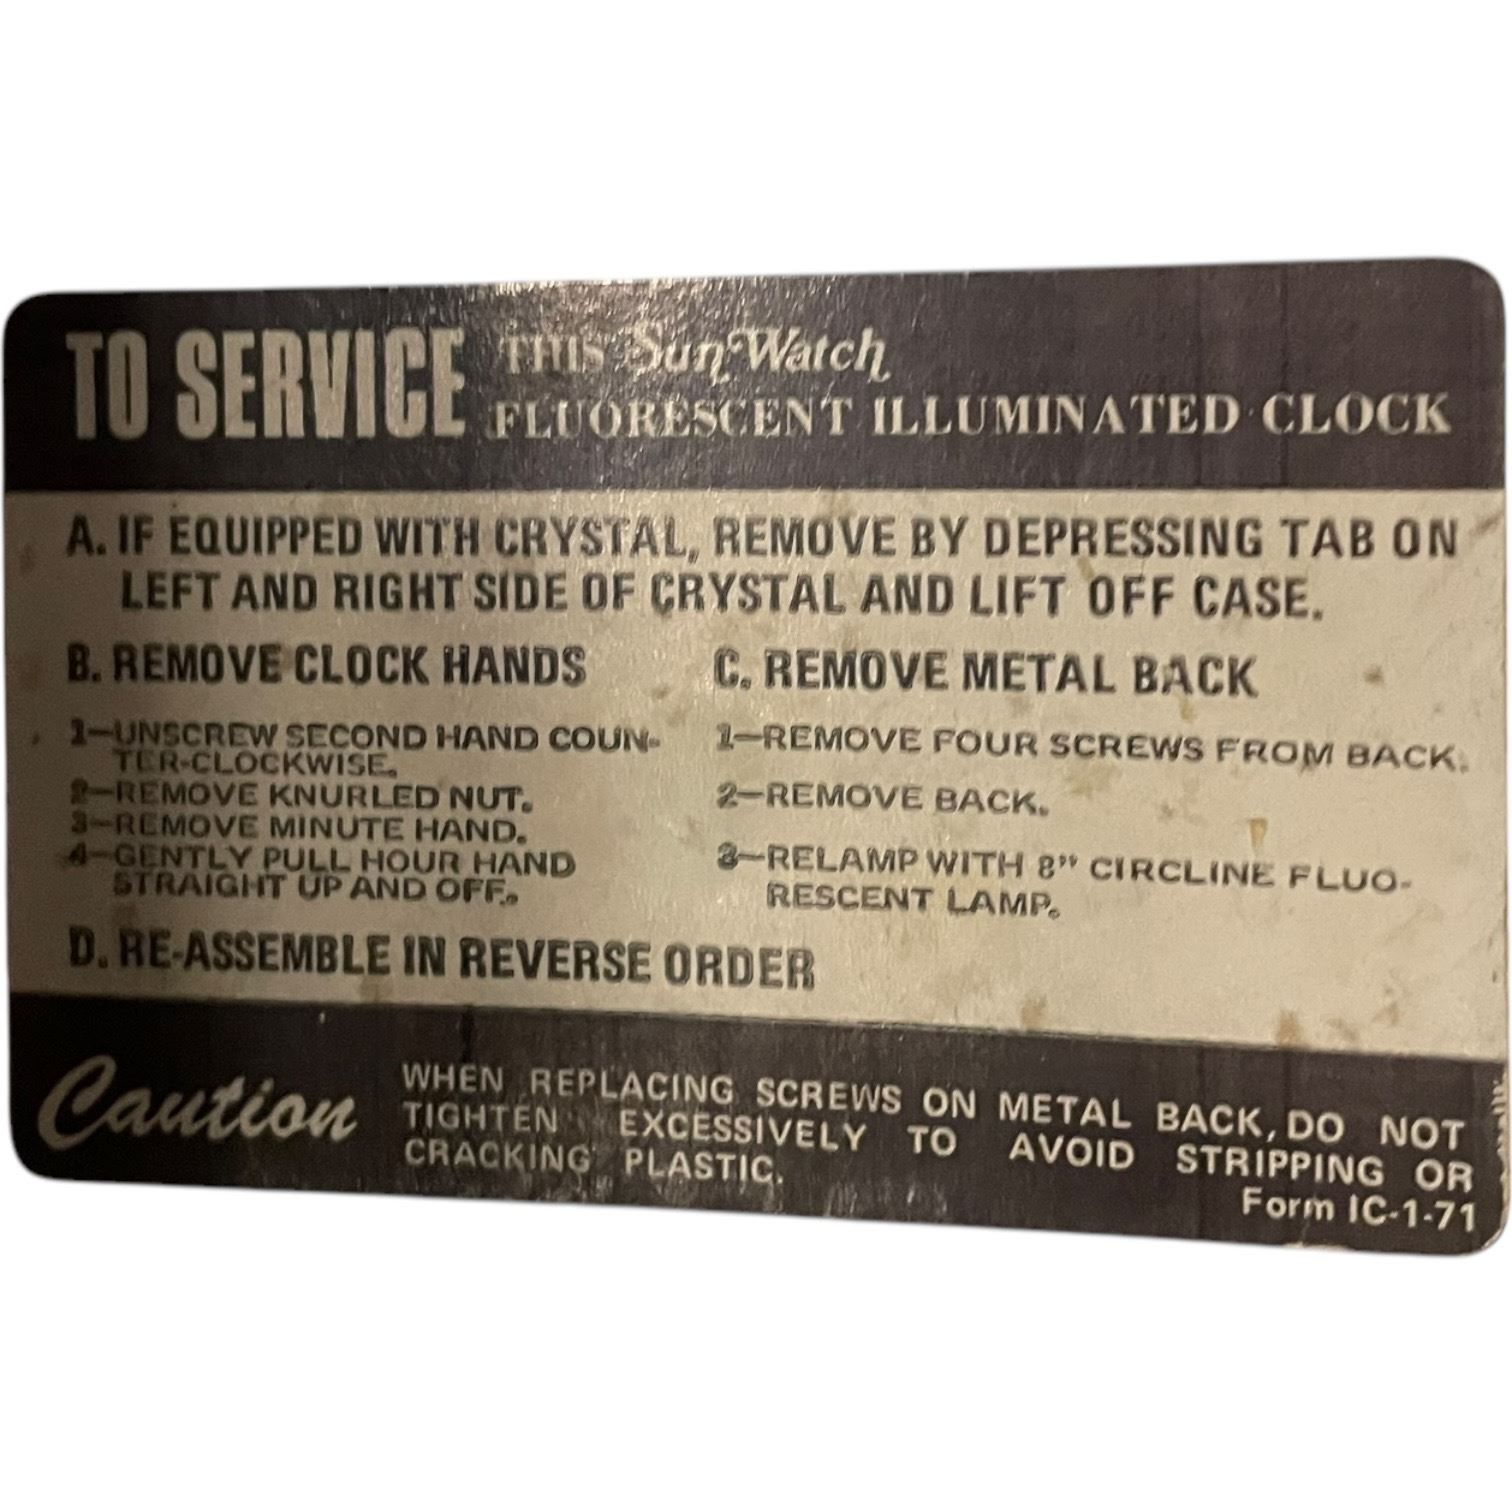 TO SERVICE THIS Sun Watch
FLUORESCENT ILLUMINATED CLOCK
A. IF EQUIPPED WITH CRYSTAL, REMOVE BY DEPRESSING TAB ON
LEFT AND RIGHT SIDE OF CRYSTAL AND LIFT OFF CASE.
B. REMOVE CLOCK HANDS
1—UNSCREW SECOND HAND COUN-
TER-CLOCKWISE.
2—REMOVE KNURLED NUT.
3—REMOVE MINUTE HAND.
4—GENTLY PULL HOUR HAND
STRAIGHT UP AND OFF.
C. REMOVE METAL BACK
1—REMOVE FOUR SCREWS FROM BACK.
2—REMOVE BACK.
3—RELAMP WITH 8" CIRCLINE FLUO-
RESCENT LAMP.
D. RE-ASSEMBLE IN REVERSE ORDER
Caution
WHEN REPLACING SCREWS ON METAL BACK, DO NOT
TIGHTEN EXCESSIVELY TO AVOID STRIPPING OR
CRACKING PLASTIC.
Form IC-1-71